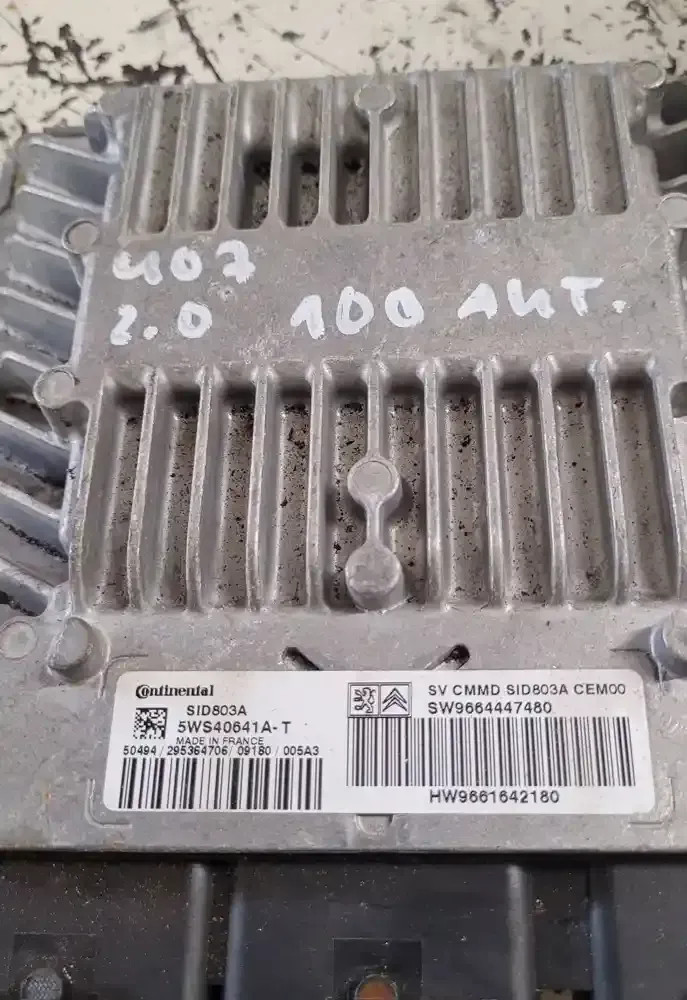 407
2.0 100 ЛИТ.
Continental
SID803A
5WS40641A-T
MADE IN FRANCE
50494 / 295364706 / 09180 / 005A3
SV CMMD SID803A CEM00
SW9664447480
HW9661642180